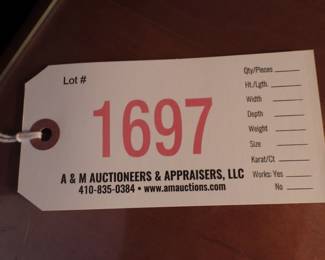 Lot #
1697
A & M AUCTIONEERS & APPRAISERS, LLC
410-835-0384 • www.amauctions.com
Qty/Pieces
Ht./Lgth.
Width
Depth
Weight
Size
Karat/Ct
Works: Yes
No